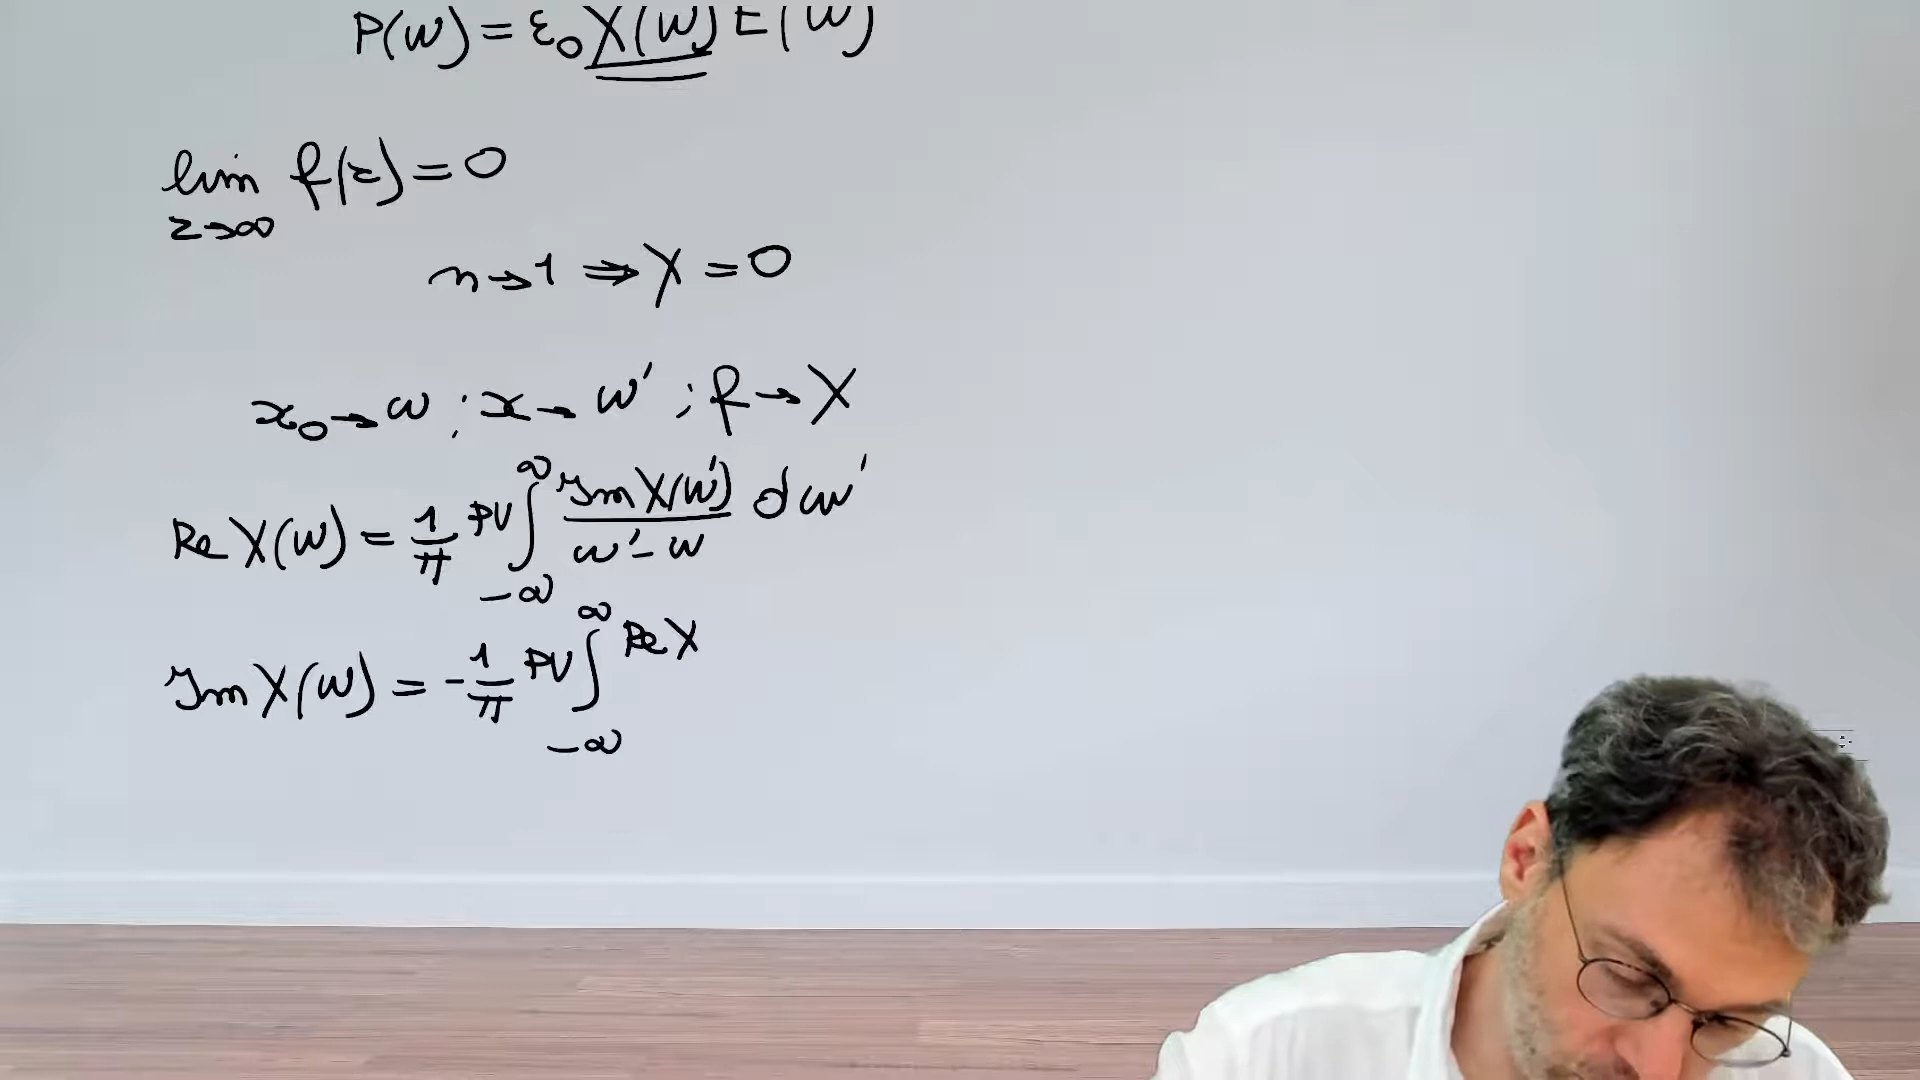 P(ω) = ε₀ χ(ω) E(ω)
lim f(z) = 0
z→∞
n→1 ⇒ χ = 0
x₀→ω ; x→ω' ; f→χ
Re χ(ω) = 1/π PV ∫_{-∞}^{∞} Im χ(ω')/(ω'-ω) dω'
Im χ(ω) = -1/π PV ∫_{-∞}^{∞} Re χ